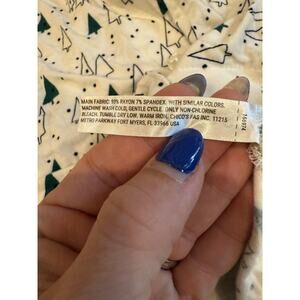 MAIN FABRIC: 93% RAYON 7% SPANDEX. WITH SIMILAR COLORS.
MACHINE WASH COLD, GENTLE CYCLE. ONLY NON-CHLORINE
BLEACH. TUMBLE DRY LOW. WARM IRON. CHICO'S FAS INC. 11215
METRO PARKWAY FORT MYERS, FL 33966 USA